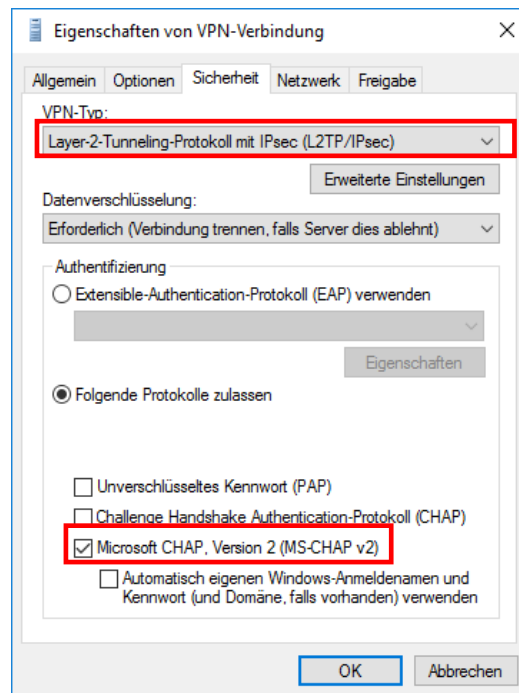 Eigenschaften von VPN-Verbindung
Allgemein Optionen Sicherheit Netzwerk Freigabe
VPN-Typ:
Layer-2-Tunneling-Protokoll mit IPsec (L2TP/IPsec)
Erweiterte Einstellungen
Datenverschlüsselung:
Erforderlich (Verbindung trennen, falls Server dies ablehnt)
Authentifizierung
Extensible-Authentication-Protokoll (EAP) verwenden
Eigenschaften
Folgende Protokolle zulassen
Unverschlüsseltes Kennwort (PAP)
Challenge Handshake Authentication-Protokoll (CHAP)
Microsoft CHAP, Version 2 (MS-CHAP v2)
Automatisch eigenen Windows-Anmeldenamen und
Kennwort (und Domäne, falls vorhanden) verwenden
OK Abbrechen